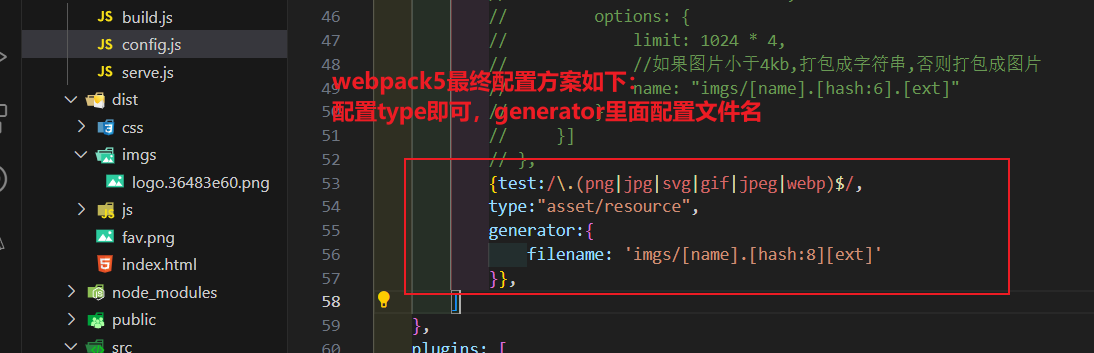 build.js
config.js
serve.js
dist
css
imgs
logo.36483e60.png
js
fav.png
index.html
node_modules
public
src
46 // options: {
47 // limit: 1024 * 4,
48 // //如果图片小于4kb,打包成字符串,否则打包成图片
webpack5最终配置方案如下：
49 name: "imgs/[name].[hash:6].[ext]"
配置type即可，generator里面配置文件名
50 // }
51 // }]
52 // },
53 {test:/\.(png|jpg|svg|gif|jpeg|webp)$/,
54 type:"asset/resource",
55 generator:{
56 filename: 'imgs/[name].[hash:8][ext]'
57 }},
58 ]
59 },
60 plugins: [